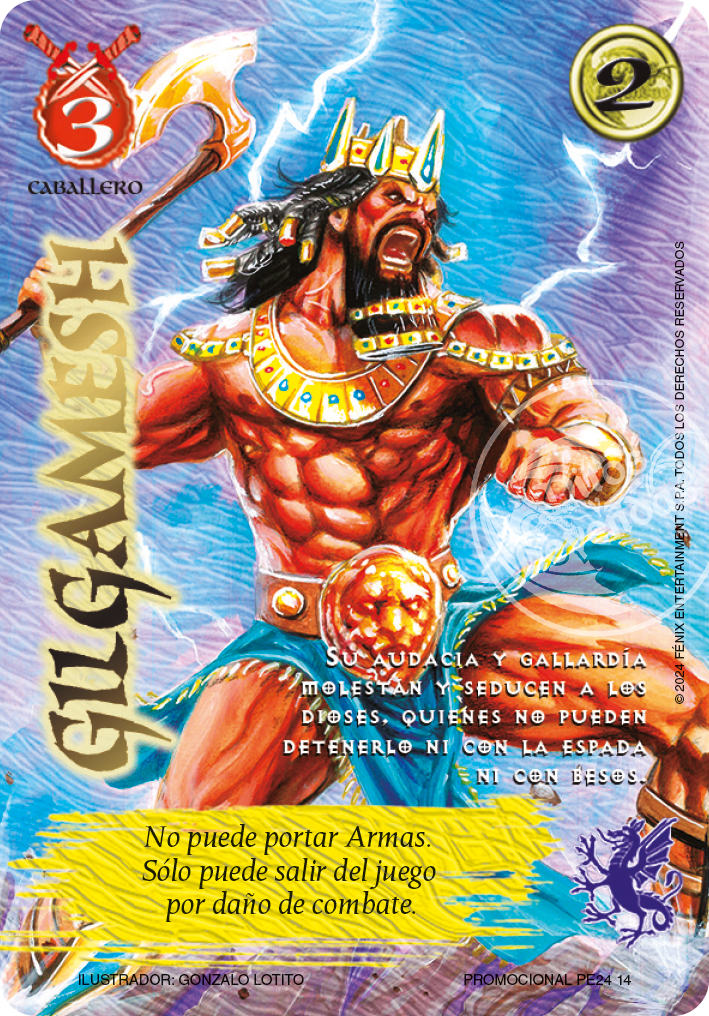 3
2
CABALLERO
GILGAMESH
SU AUDACIA Y GALLARDÍA
MOLESTAN Y SEDUCEN A LOS
DIOSES, QUIENES NO PUEDEN
DETENERLO NI CON LA ESPADA
NI CON BESOS.
No puede portar Armas.
Sólo puede salir del juego
por daño de combate.
©2024 FÉNIX ENTERTAINMENT S.P.A. TODOS LOS DERECHOS RESERVADOS
ILUSTRADOR: GONZALO LOTITO
PROMOCIONAL PE24 14